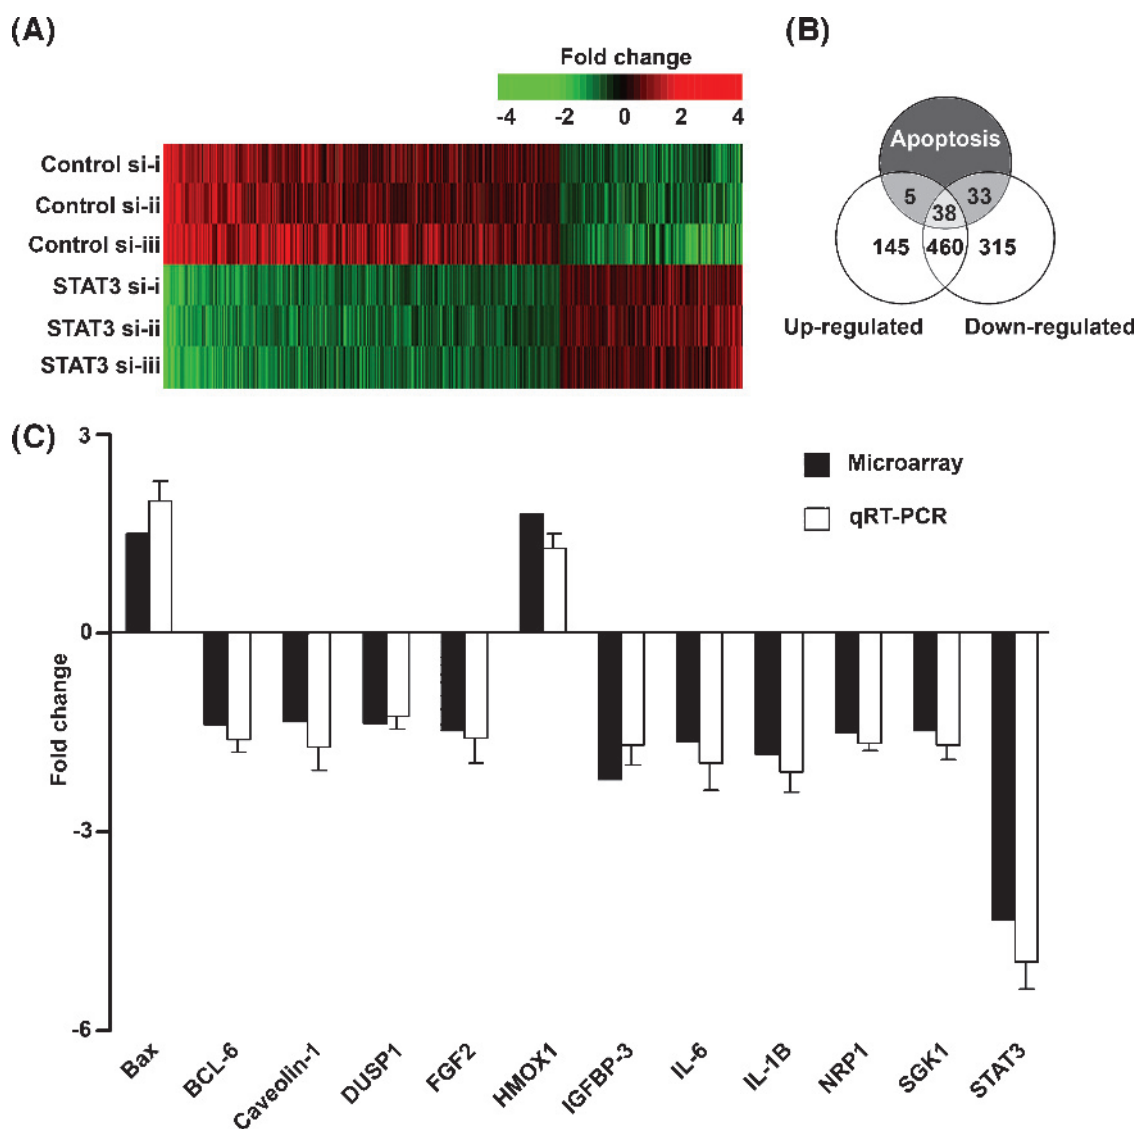 (A)
Fold change
-4 -2 0 2 4
Control si-i
Control si-ii
Control si-iii
STAT3 si-i
STAT3 si-ii
STAT3 si-iii
(B)
Apoptosis
5 33
38
145 460 315
Up-regulated Down-regulated
(C)
3
0
-3
-6
Fold change
Microarray
qRT-PCR
Bax
BCL-6
Caveolin-1
DUSP1
FGF2
HMOX1
IGFBP-3
IL-6
IL-1B
NRP1
SGK1
STAT3